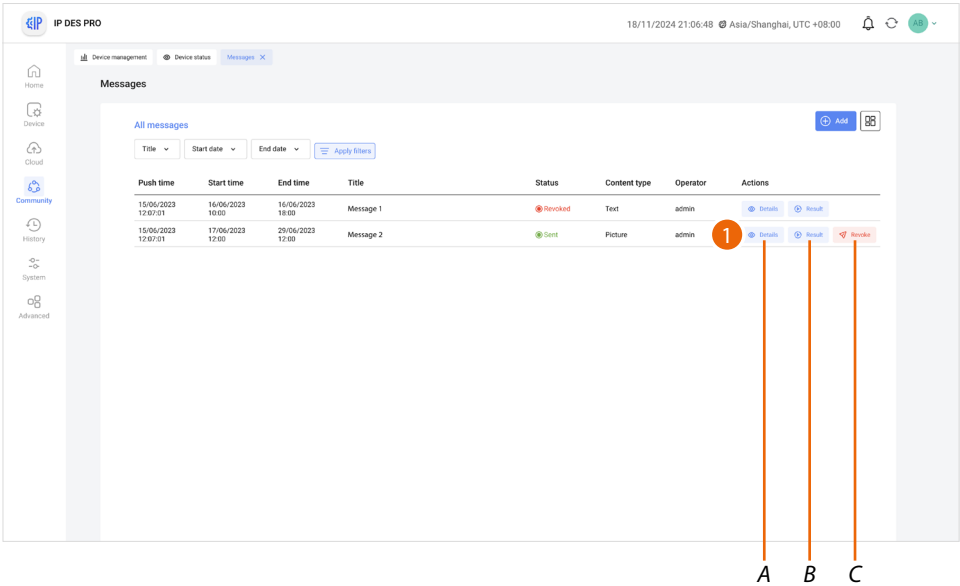 IP IP DES PRO 18/11/2024 21:06:48 Asia/Shanghai, UTC +08:00 AB
Device management Device status Messages
Home
Device
Cloud
Community
History
System
Advanced
Messages
All messages Add
Title Start date End date Apply filters
Push time Start time End time Title Status Content type Operator Actions
15/06/2023 12:07:01 16/06/2023 10:00 16/06/2023 18:00 Message 1 Revoked Text admin Details Result
15/06/2023 12:07:01 17/06/2023 12:00 29/06/2023 12:00 Message 2 Sent Picture admin 1 Details Result Revoke
A B C